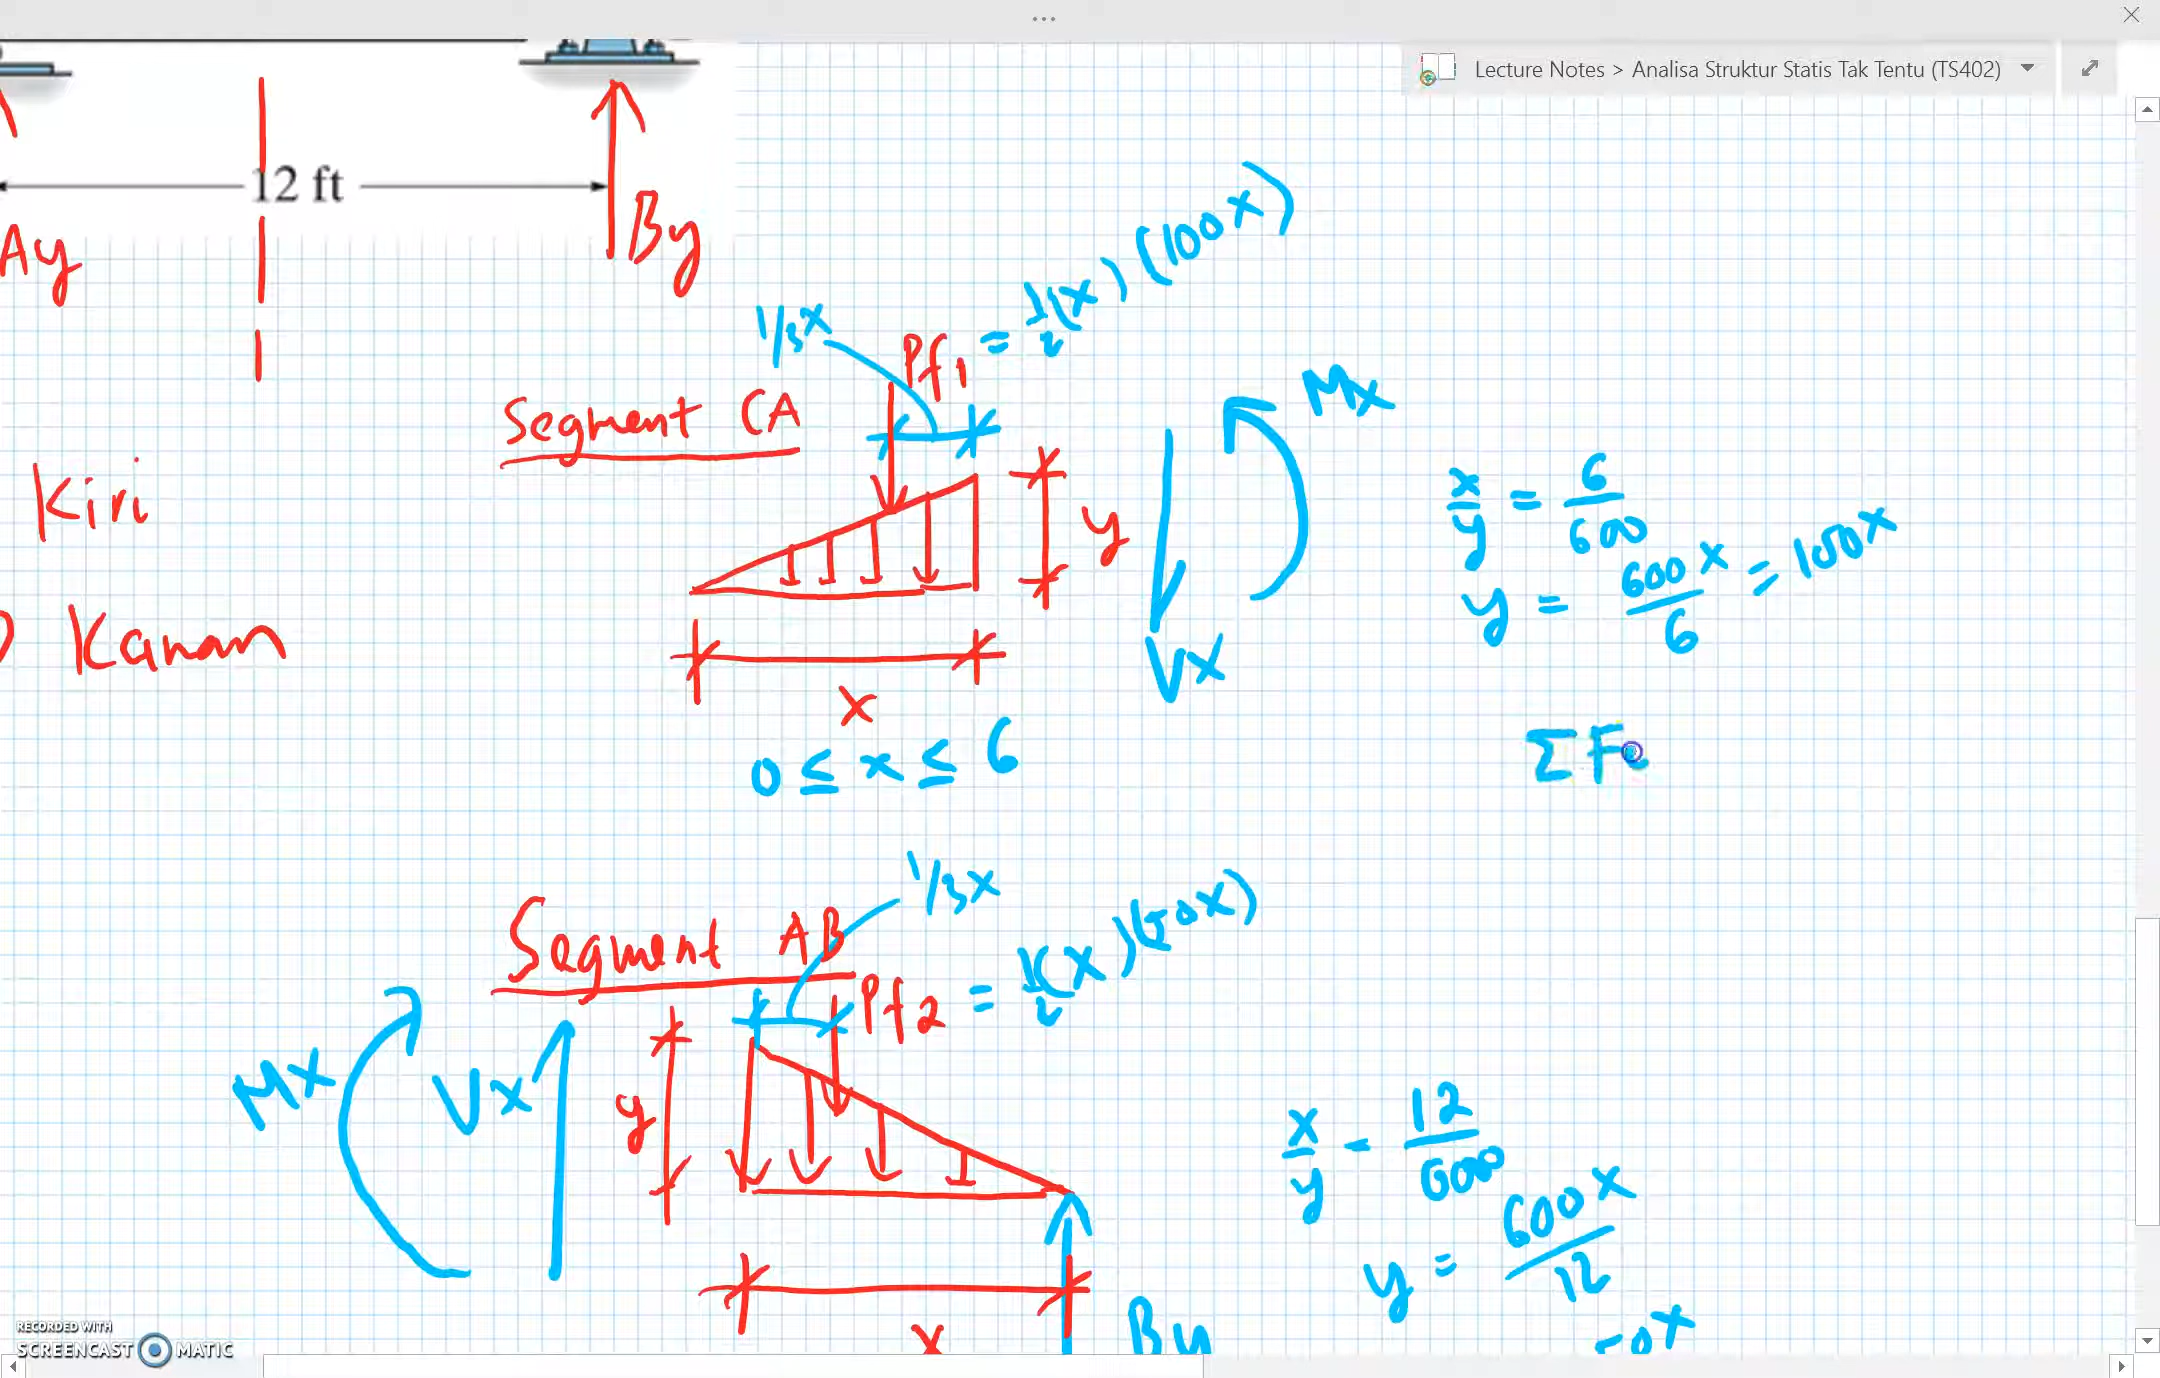 Lecture Notes > Analisa Struktur Statis Tak Tentu (TS402)
12 ft
Ay
By
1/3x
Pf1 = 1/2 (x) (100x)
Segment CA
Mx
Kiri
y
x/y = 6/600
y = 600x/6 = 100x
Kanan
Vx
x
0 ≤ x ≤ 6
ΣF
1/3x
Segment AB
Pf2 = 1/2 (x) (50x)
Mx
Vx
y
x/y = 12/600
y = 600x/12
x
By
RECORDED WITH
SCREENCAST MATIC